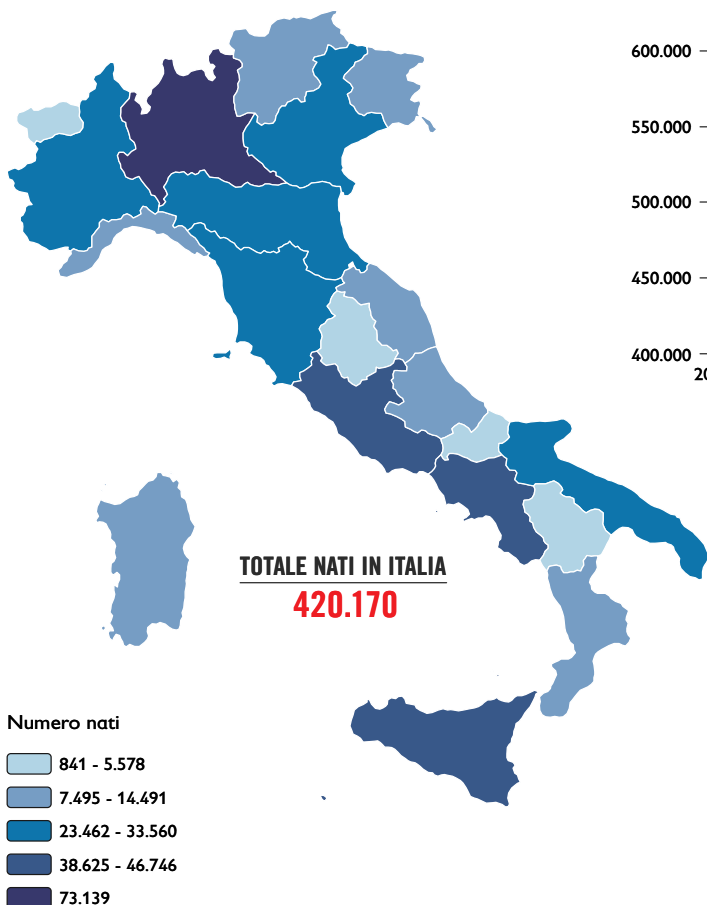 600.000
550.000
500.000
450.000
400.000
20
TOTALE NATI IN ITALIA
420.170
Numero nati
841 - 5.578
7.495 - 14.491
23.462 - 33.560
38.625 - 46.746
73.139